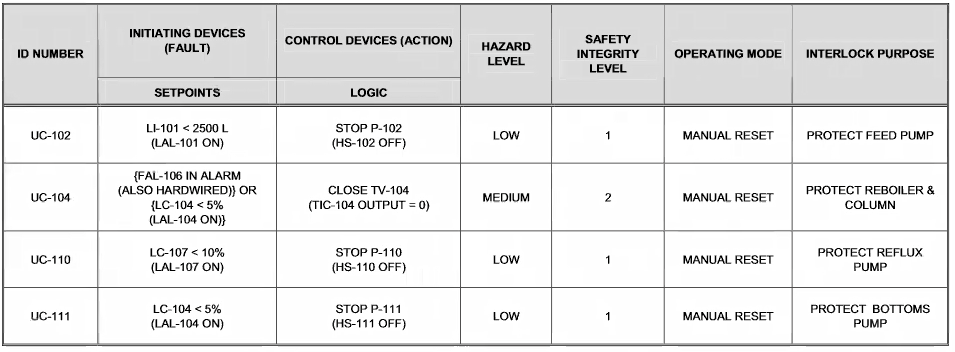 ID NUMBER
INITIATING DEVICES
(FAULT)
CONTROL DEVICES (ACTION)
HAZARD
LEVEL
SAFETY
INTEGRITY
LEVEL
OPERATING MODE
INTERLOCK PURPOSE
SETPOINTS
LOGIC
UC-102
LI-101 < 2500 L
(LAL-101 ON)
STOP P-102
(HS-102 OFF)
LOW
1
MANUAL RESET
PROTECT FEED PUMP
UC-104
{FAL-106 IN ALARM
(ALSO HARDWIRED)} OR
{LC-104 < 5%
(LAL-104 ON)}
CLOSE TV-104
(TIC-104 OUTPUT = 0)
MEDIUM
2
MANUAL RESET
PROTECT REBOILER &
COLUMN
UC-110
LC-107 < 10%
(LAL-107 ON)
STOP P-110
(HS-110 OFF)
LOW
1
MANUAL RESET
PROTECT REFLUX
PUMP
UC-111
LC-104 < 5%
(LAL-104 ON)
STOP P-111
(HS-111 OFF)
LOW
1
MANUAL RESET
PROTECT BOTTOMS
PUMP